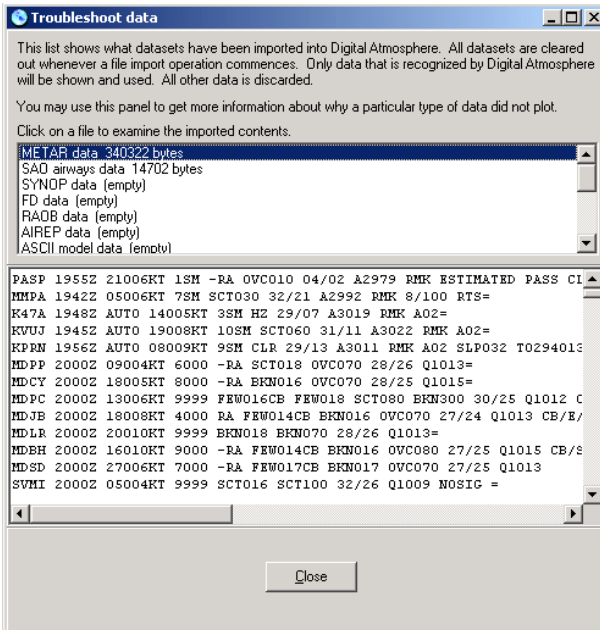 Troubleshoot data
This list shows what datasets have been imported into Digital Atmosphere. All datasets are cleared
out whenever a file import operation commences. Only data that is recognized by Digital Atmosphere
will be shown and used. All other data is discarded.
You may use this panel to get more information about why a particular type of data did not plot.
Click on a file to examine the imported contents.
METAR data 340322 bytes
SAO airways data 14702 bytes
SYNOP data (empty)
FD data (empty)
RAOB data (empty)
AIREP data (empty)
ASCII model data (empty)
PASP 1955Z 21006KT 1SM -RA OVC010 04/02 A2979 RMK ESTIMATED PASS CL
MMPA 1942Z 05006KT 7SM SCT030 32/21 A2992 RMK 8/100 RTS=
K47A 1948Z AUTO 14005KT 3SM HZ 29/07 A3019 RMK A02=
KVUJ 1945Z AUTO 19008KT 10SM SCT060 31/11 A3022 RMK A02=
KPRN 1956Z AUTO 08009KT 9SM CLR 29/13 A3011 RMK A02 SLP032 T0294013
MDPP 2000Z 09004KT 6000 -RA SCT018 OVC070 28/26 Q1013=
MDCY 2000Z 18005KT 8000 -RA BKN016 OVC070 28/25 Q1015=
MDPC 2000Z 13006KT 9999 FEW016CB FEW018 SCT080 BKN300 30/25 Q1012 C
MDJB 2000Z 18008KT 4000 RA FEW014CB BKN016 OVC070 27/24 Q1013 CB/E/
MDLR 2000Z 20010KT 9999 BKN018 BKN070 28/26 Q1013=
MDBH 2000Z 16010KT 9000 -RA FEW014CB BKN016 OVC080 27/25 Q1015 CB/S
MDSD 2000Z 27006KT 7000 -RA FEW017CB BKN017 OVC070 27/25 Q1013
SVMI 2000Z 05004KT 9999 SCT016 SCT100 32/26 Q1009 NOSIG =
Close